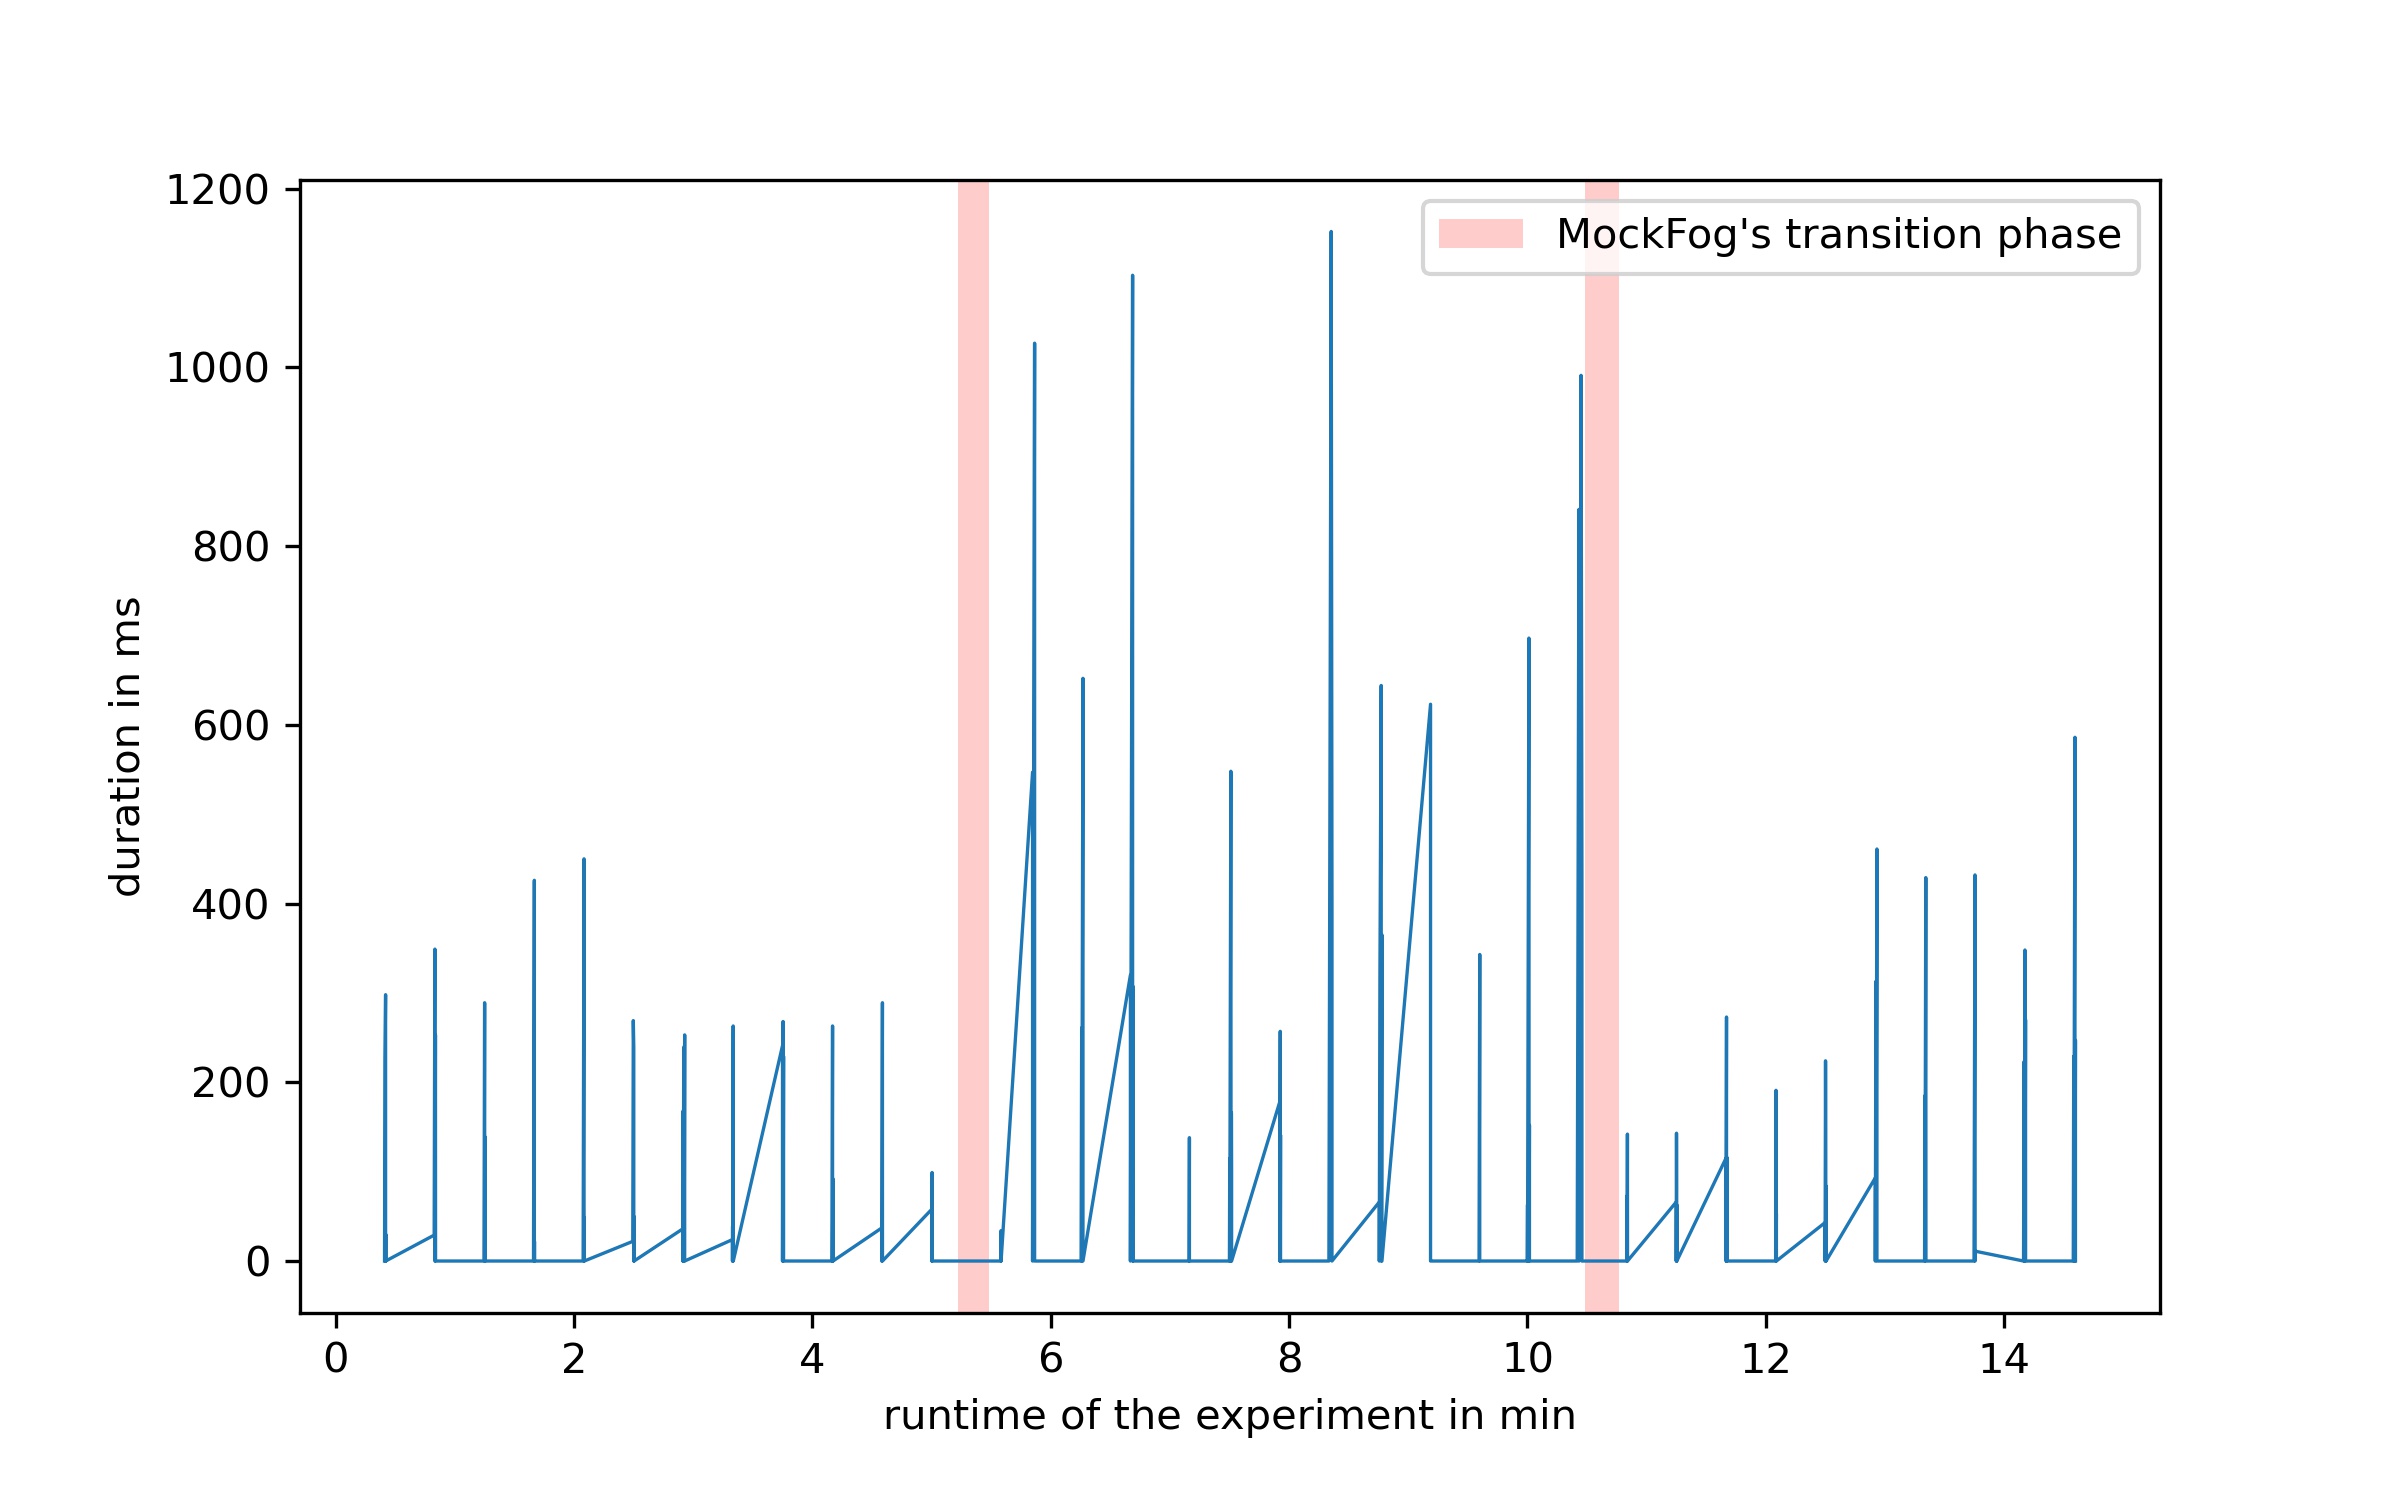 1200
1000
800
600
400
200
0
duration in ms
MockFog's transition phase
0 2 4 6 8 10 12 14
runtime of the experiment in min